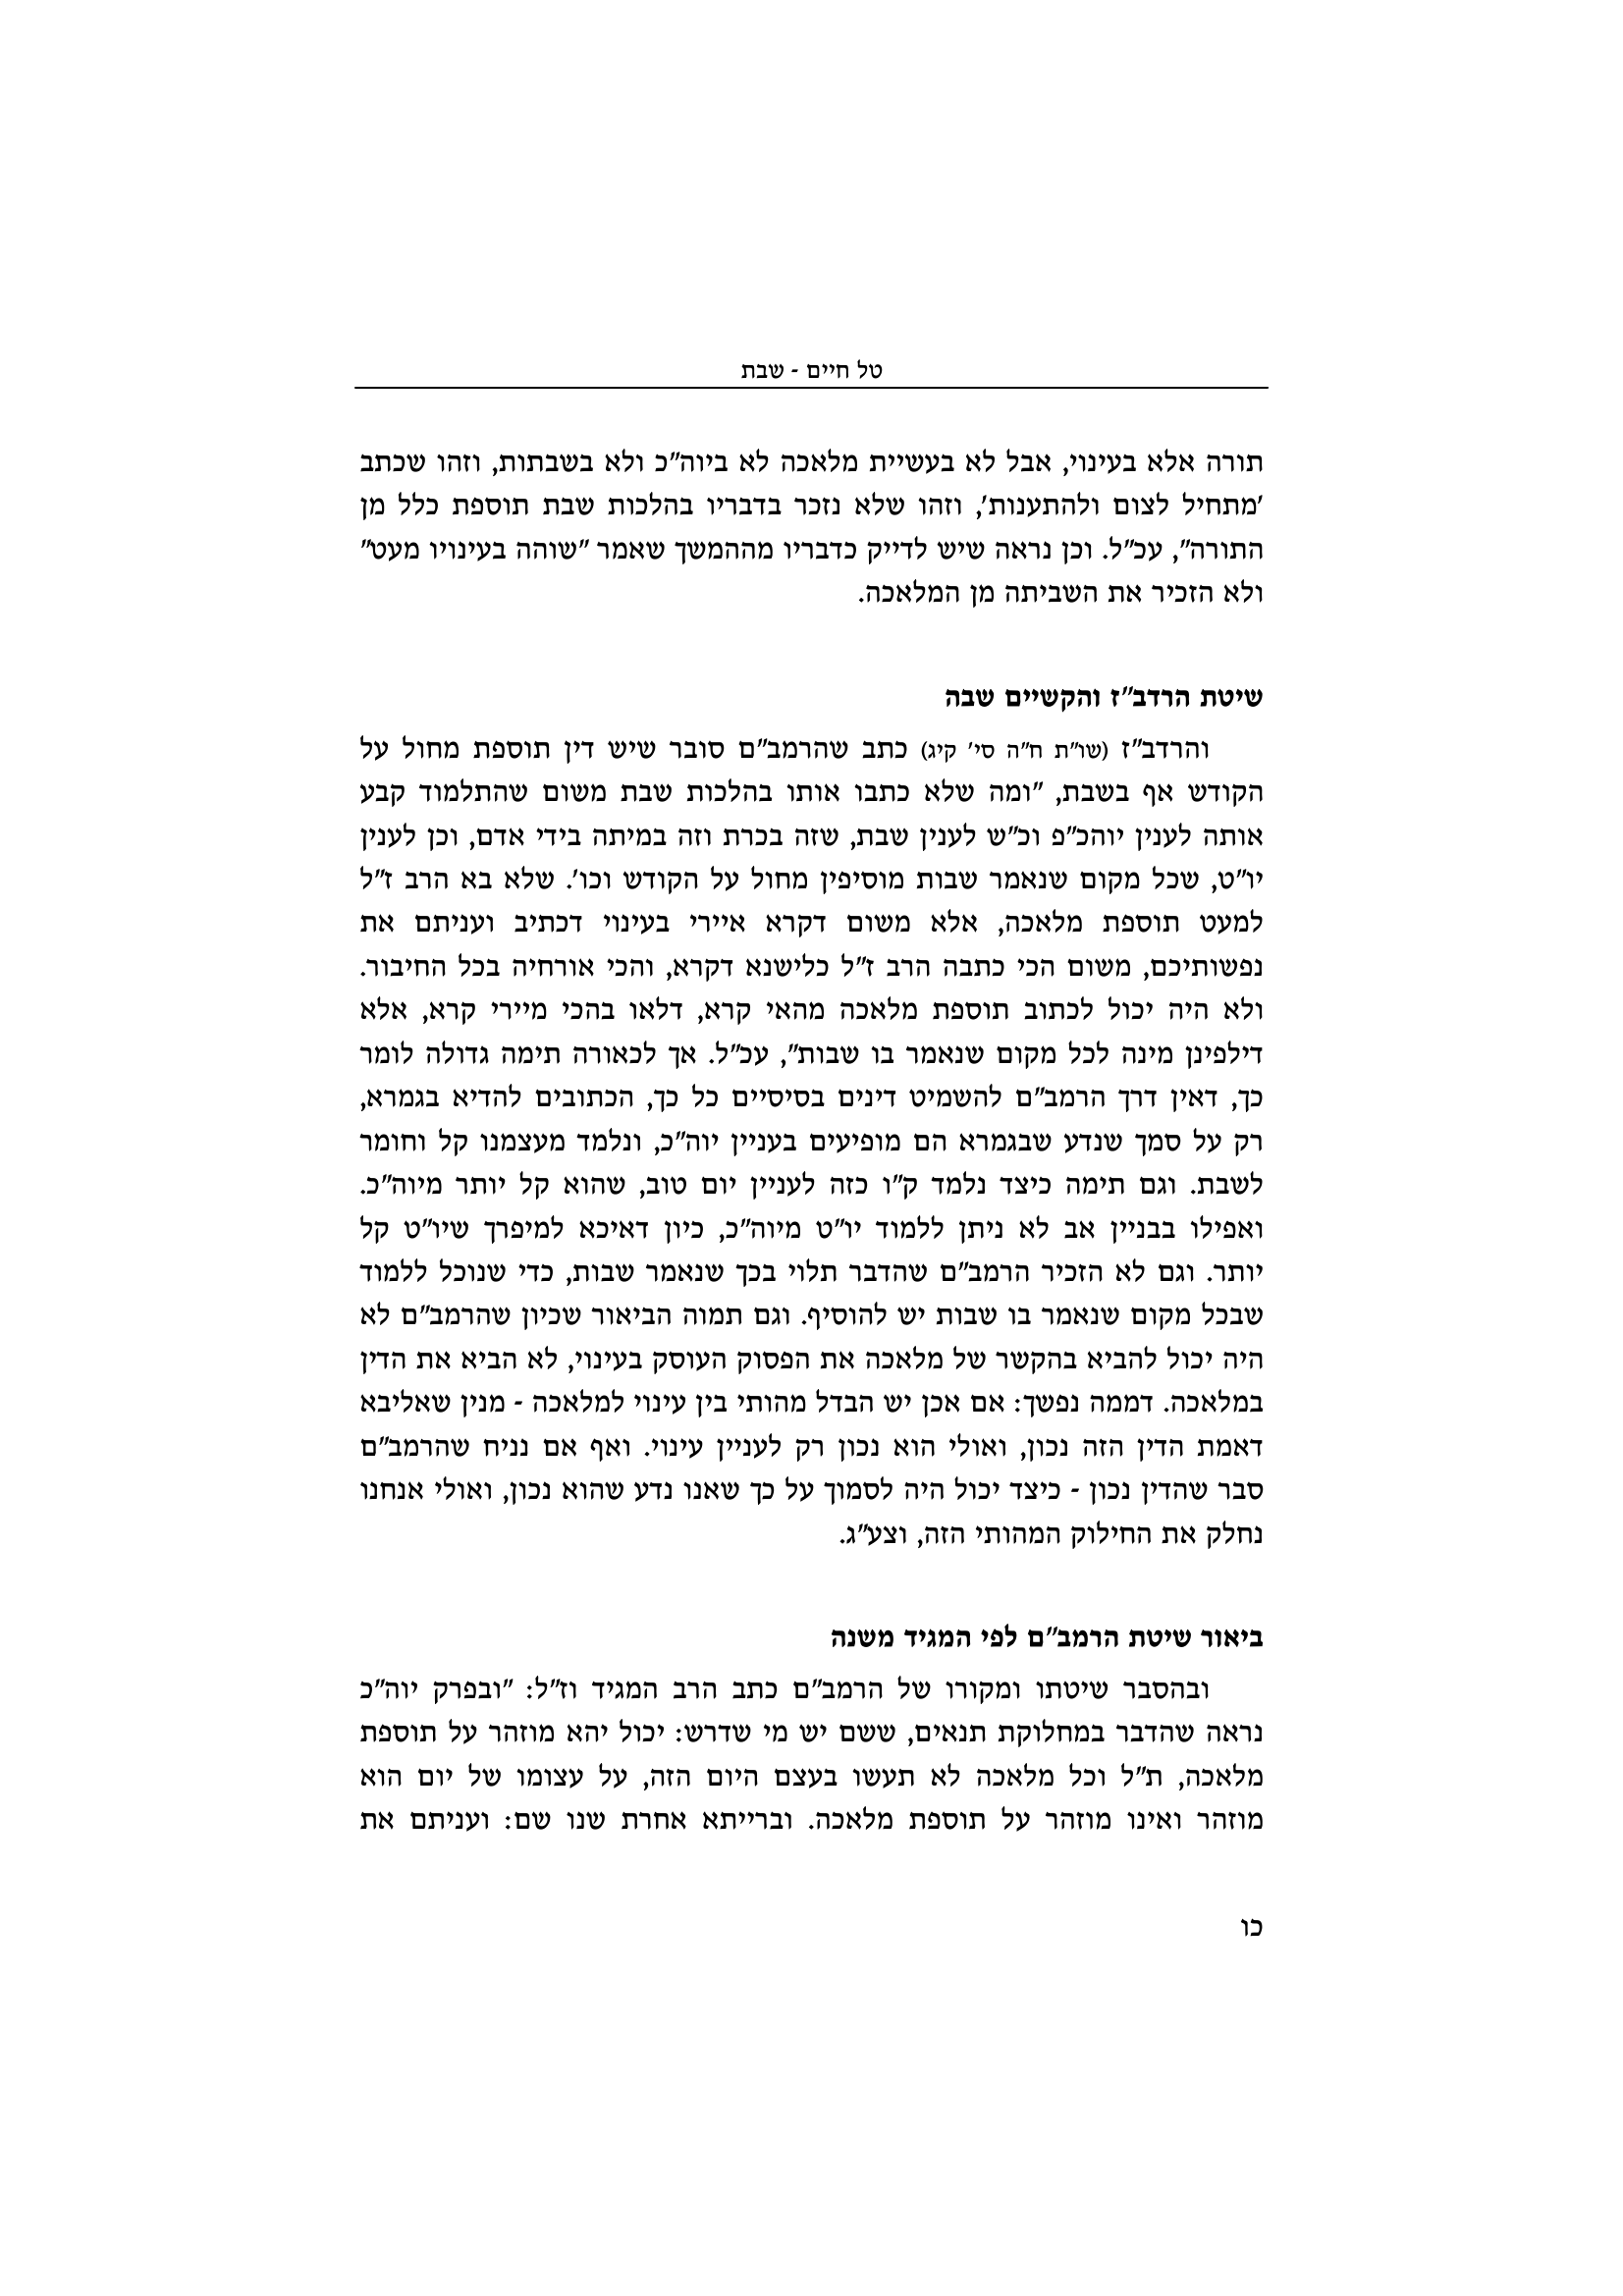 טל חיים - שבת
תורה אלא בעינוי, אבל לא בעשיית מלאכה לא ביוה"כ ולא בשבתות, וזהו שכתב
'מתחיל לצום ולהתענות', וזהו שלא נזכר בדבריו בהלכות שבת תוספת כלל מן
התורה", עכ"ל. וכן נראה שיש לדייק כדבריו מההמשך שאמר "שוהה בעינויו מעט"
ולא הזכיר את השביתה מן המלאכה.
שיטת הרדב"ז והקשיים שבה
והרדב"ז (שו"ת ח"ה סי' קיג) כתב שהרמב"ם סובר שיש דין תוספת מחול על
הקודש אף בשבת, "ומה שלא כתבו אותו בהלכות שבת משום שהתלמוד קבע
אותה לענין יוהכ"פ וכ"ש לענין שבת, שזה בכרת וזה במיתה בידי אדם, וכן לענין
יו"ט, שכל מקום שנאמר שבות מוסיפין מחול על הקודש וכו'. שלא בא הרב ז"ל
למעט תוספת מלאכה, אלא משום דקרא איירי בעינוי דכתיב ועניתם את
נפשותיכם, משום הכי כתבה הרב ז"ל כלישנא דקרא, והכי אורחיה בכל החיבור.
ולא היה יכול לכתוב תוספת מלאכה מהאי קרא, דלאו בהכי מיירי קרא, אלא
דילפינן מינה לכל מקום שנאמר בו שבות", עכ"ל. אך לכאורה תימה גדולה לומר
כך, דאין דרך הרמב"ם להשמיט דינים בסיסיים כל כך, הכתובים להדיא בגמרא,
רק על סמך שנדע שבגמרא הם מופיעים בעניין יוה"כ, ונלמד מעצמנו קל וחומר
לשבת. וגם תימה כיצד נלמד ק"ו כזה לעניין יום טוב, שהוא קל יותר מיוה"כ.
ואפילו בבניין אב לא ניתן ללמוד יו"ט מיוה"כ, כיון דאיכא למיפרך שיו"ט קל
יותר. וגם לא הזכיר הרמב"ם שהדבר תלוי בכך שנאמר שבות, כדי שנוכל ללמוד
שבכל מקום שנאמר בו שבות יש להוסיף. וגם תמוה הביאור שכיון שהרמב"ם לא
היה יכול להביא בהקשר של מלאכה את הפסוק העוסק בעינוי, לא הביא את הדין
במלאכה. דממה נפשך: אם אכן יש הבדל מהותי בין עינוי למלאכה - מנין שאליבא
דאמת הדין הזה נכון, ואולי הוא נכון רק לעניין עינוי. ואף אם נניח שהרמב"ם
סבר שהדין נכון - כיצד יכול היה לסמוך על כך שאנו נדע שהוא נכון, ואולי אנחנו
נחלק את החילוק המהותי הזה, וצע"ג.
ביאור שיטת הרמב"ם לפי המגיד משנה
ובהסבר שיטתו ומקורו של הרמב"ם כתב הרב המגיד וז"ל: "ובפרק יוה"כ
נראה שהדבר במחלוקת תנאים, ששם יש מי שדרש: יכול יהא מוזהר על תוספת
מלאכה, ת"ל וכל מלאכה לא תעשו בעצם היום הזה, על עצומו של יום הוא
מוזהר ואינו מוזהר על תוספת מלאכה. וברייתא אחרת שנו שם: ועניתם את
כו